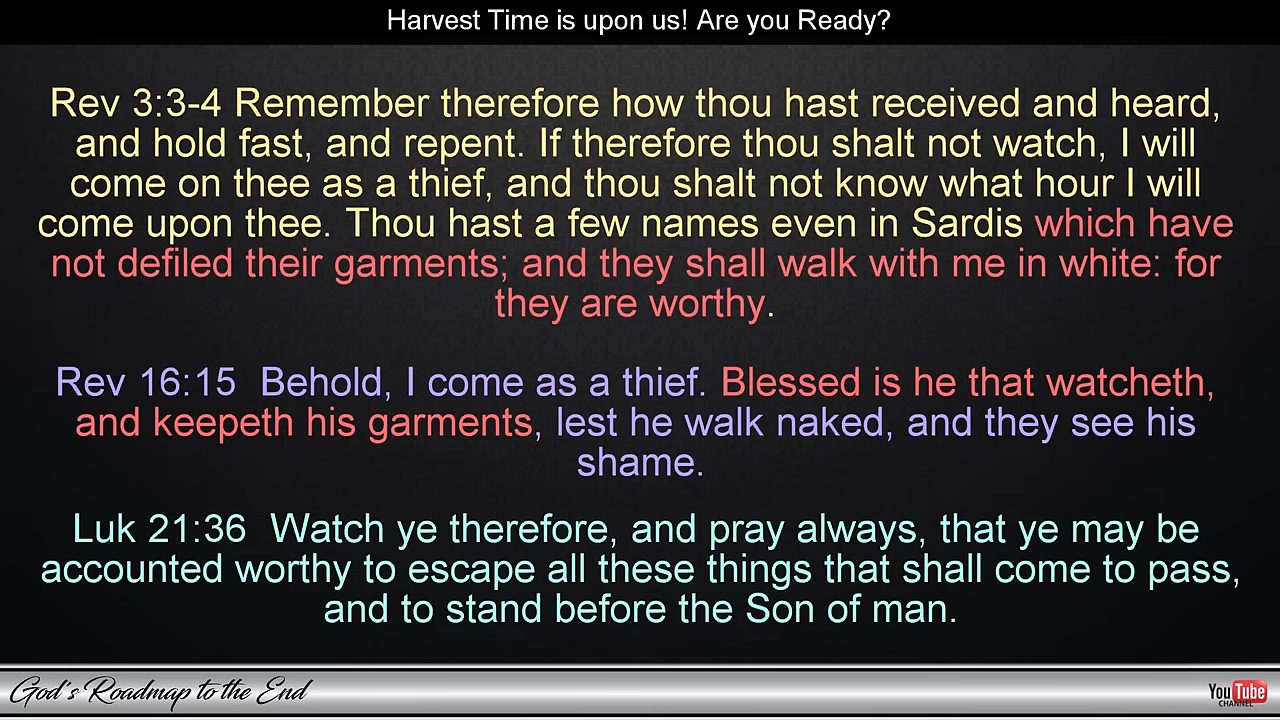 Harvest Time is upon us! Are you Ready?
Rev 3:3-4 Remember therefore how thou hast received and heard,
and hold fast, and repent. If therefore thou shalt not watch, I will
come on thee as a thief, and thou shalt not know what hour I will
come upon thee. Thou hast a few names even in Sardis which have
not defiled their garments; and they shall walk with me in white: for
they are worthy.
Rev 16:15  Behold, I come as a thief. Blessed is he that watcheth,
and keepeth his garments, lest he walk naked, and they see his
shame.
Luk 21:36  Watch ye therefore, and pray always, that ye may be
accounted worthy to escape all these things that shall come to pass,
and to stand before the Son of man.
God's Roadmap to the End
YouTube
CHANNEL